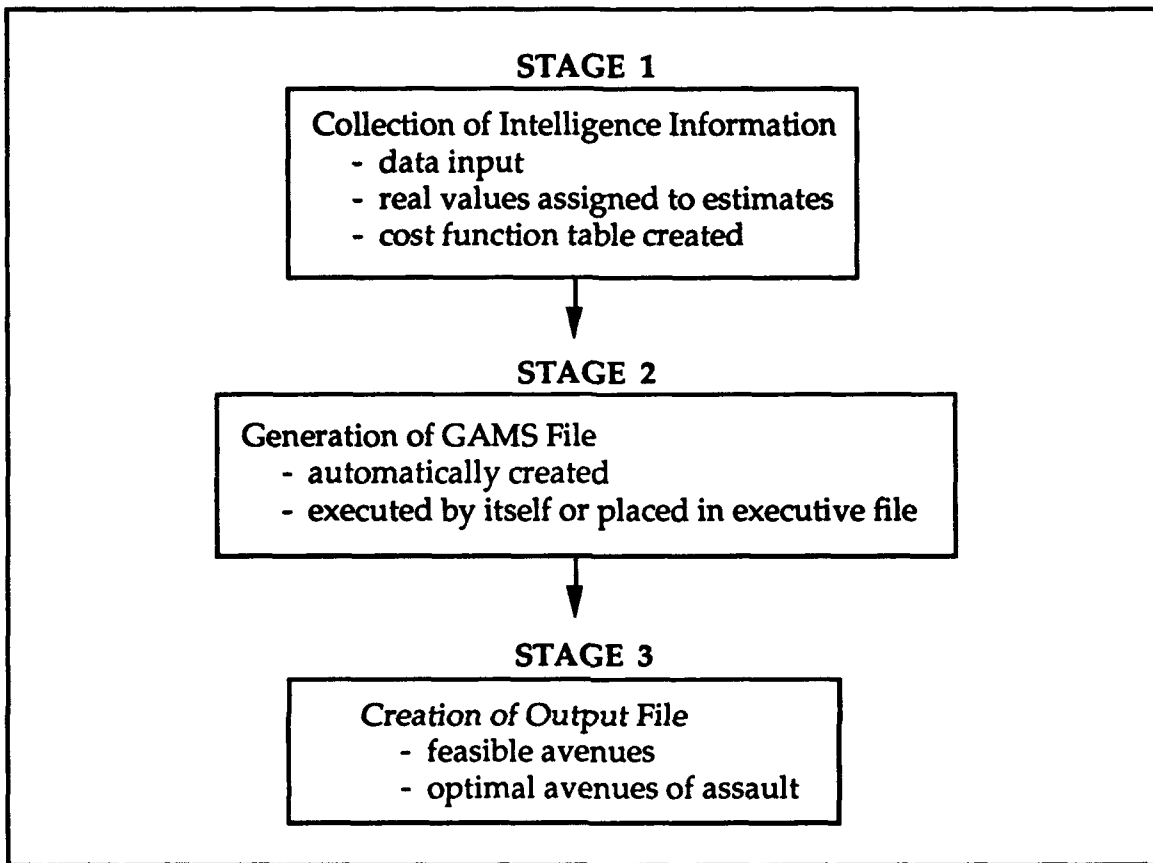 STAGE 1
Collection of Intelligence Information
- data input
- real values assigned to estimates
- cost function table created
STAGE 2
Generation of GAMS File
- automatically created
- executed by itself or placed in executive file
STAGE 3
Creation of Output File
- feasible avenues
- optimal avenues of assault